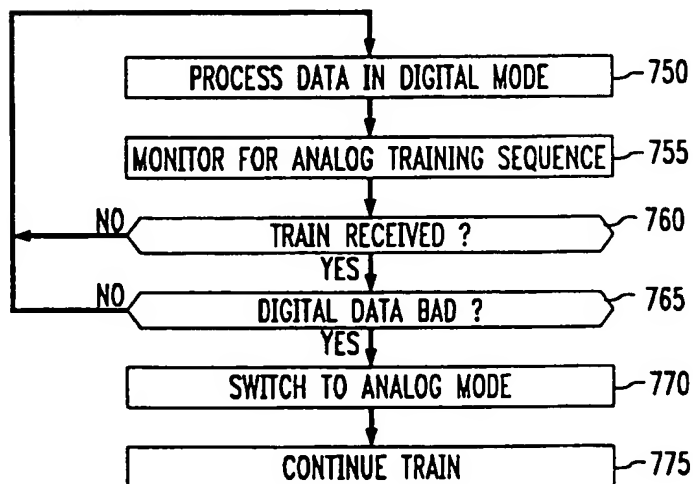 PROCESS DATA IN DIGITAL MODE 750
MONITOR FOR ANALOG TRAINING SEQUENCE 755
NO TRAIN RECEIVED ? 760
YES
NO DIGITAL DATA BAD ? 765
YES
SWITCH TO ANALOG MODE 770
CONTINUE TRAIN 775